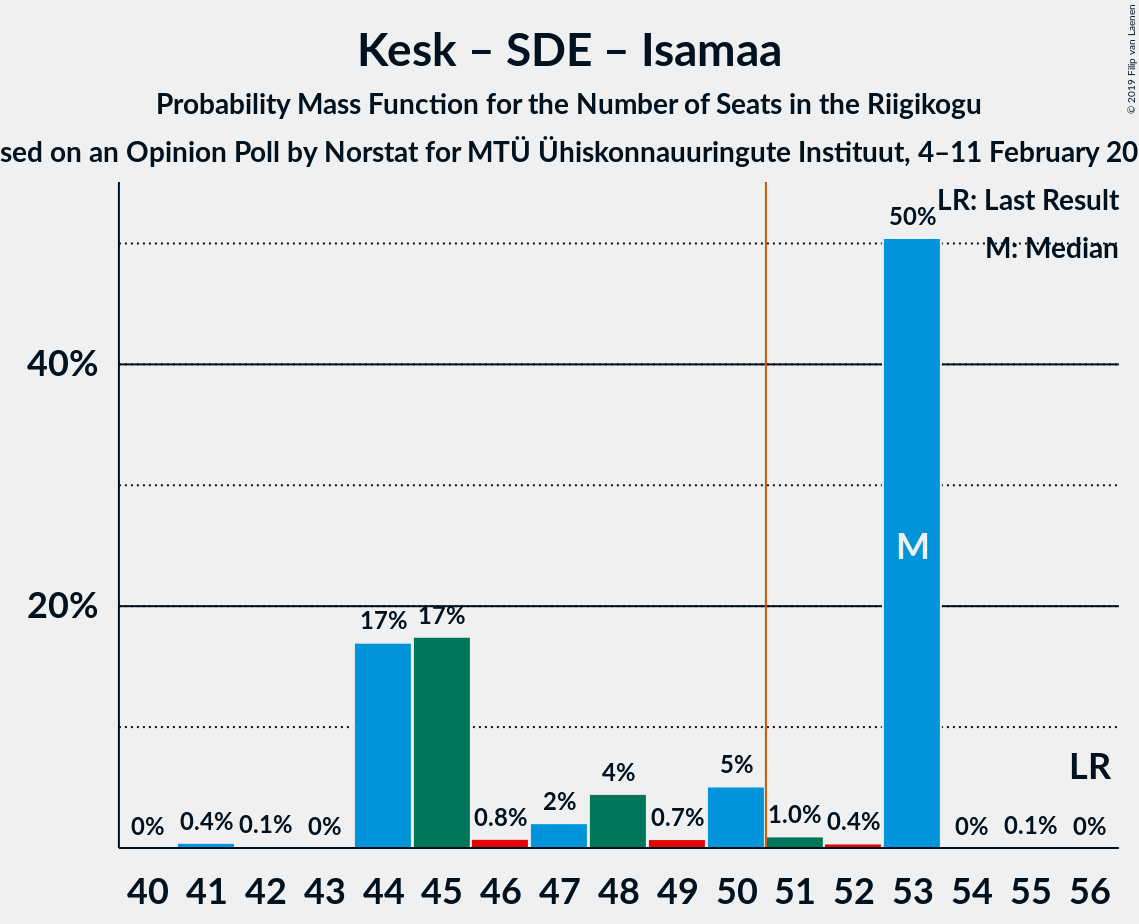 Kesk – SDE – Isamaa
Probability Mass Function for the Number of Seats in the Riigikogu
sed on an Opinion Poll by Norstat for MTÜ Ühiskonnauuringute Instituut, 4–11 February 20
© 2019 Filip van Laenen
LR: Last Result
M: Median
50%
40%
20%
M
LR
0% 0.4% 0.1% 0% 17% 17% 0.8% 2% 4% 0.7% 5% 1.0% 0.4% 0% 0.1% 0%
40 41 42 43 44 45 46 47 48 49 50 51 52 53 54 55 56